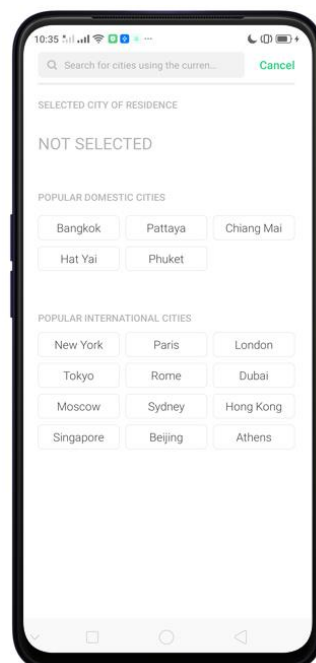 10:35
Search for cities using the curren...
Cancel
SELECTED CITY OF RESIDENCE
NOT SELECTED
POPULAR DOMESTIC CITIES
Bangkok Pattaya Chiang Mai
Hat Yai Phuket
POPULAR INTERNATIONAL CITIES
New York Paris London
Tokyo Rome Dubai
Moscow Sydney Hong Kong
Singapore Beijing Athens